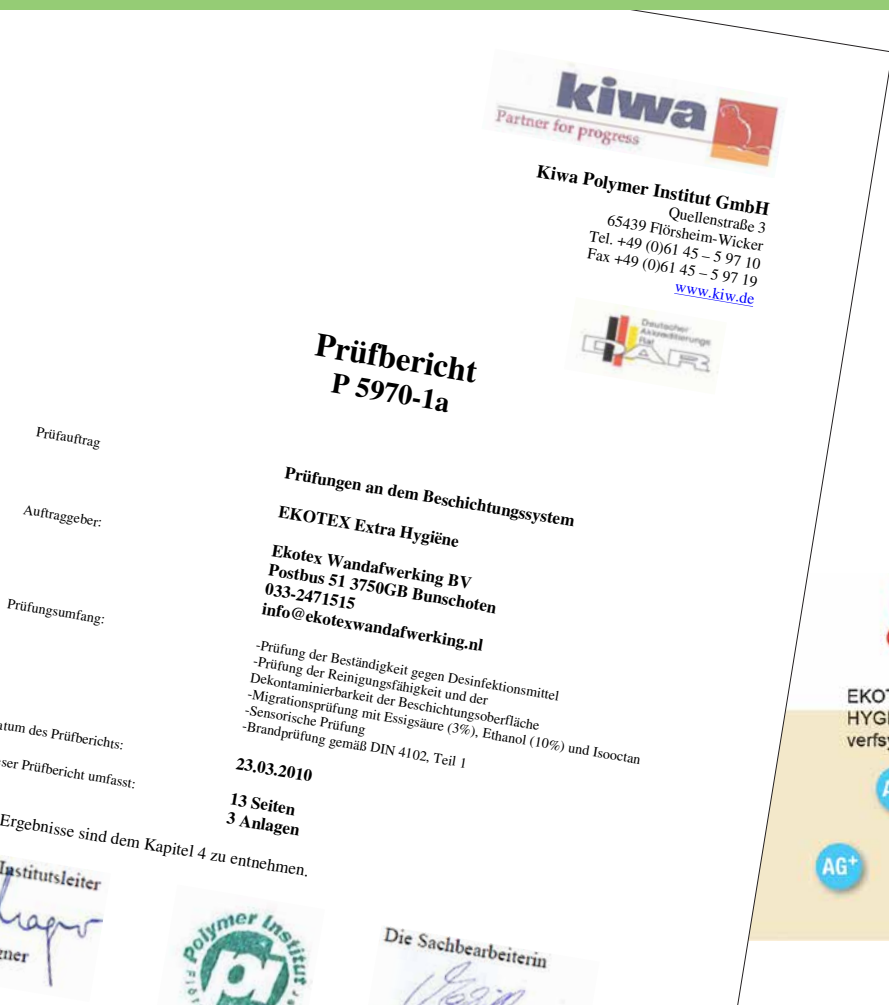 kiwa
Partner for progress
Kiwa Polymer Institut GmbH
Quellenstraße 3
65439 Flörsheim-Wicker
Tel. +49 (0)61 45 – 5 97 10
Fax +49 (0)61 45 – 5 97 19
www.kiw.de
Deutscher
Akkreditierungs
Rat
DAR
Prüfbericht
P 5970-1a
Prüfauftrag
Prüfungen an dem Beschichtungssystem
EKOTEX Extra Hygiëne
Auftraggeber:
Ekotex Wandafwerking BV
Postbus 51 3750GB Bunschoten
033-2471515
info@ekotexwandafwerking.nl
Prüfungsumfang:
-Prüfung der Beständigkeit gegen Desinfektionsmittel
-Prüfung der Reinigungsfähigkeit und der
Dekontaminierbarkeit der Beschichtungsoberfläche
-Migrationsprüfung mit Essigsäure (3%), Ethanol (10%) und Isooctan
-Sensorische Prüfung
-Brandprüfung gemäß DIN 4102, Teil 1
atum des Prüfberichts:
23.03.2010
ser Prüfbericht umfasst:
13 Seiten
3 Anlagen
Ergebnisse sind dem Kapitel 4 zu entnehmen.
Institutsleiter
gner
Polymer Institut
Die Sachbearbeiterin
EKOT
HYGI
verfsy
AG+